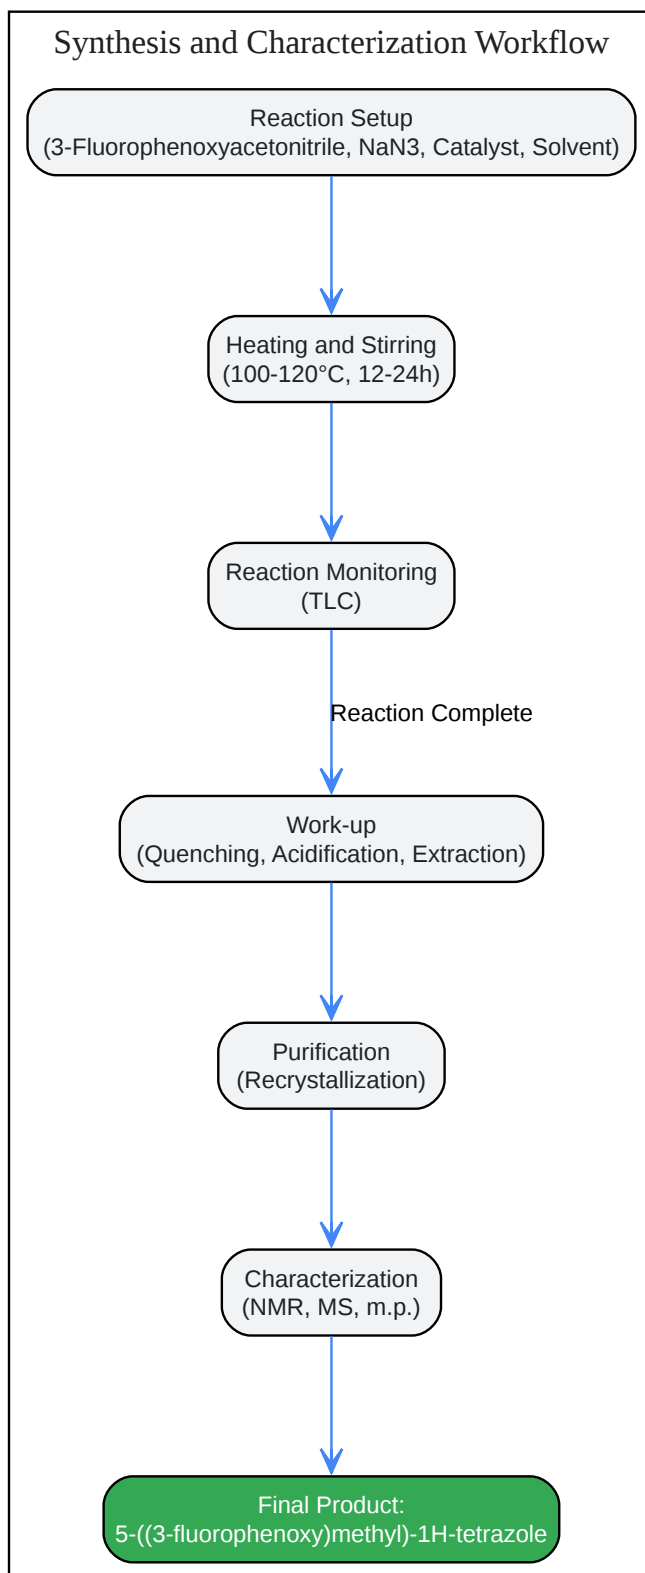 Synthesis and Characterization Workflow
Reaction Setup
(3-Fluorophenoxyacetonitrile, NaN3, Catalyst, Solvent)
Heating and Stirring
(100-120°C, 12-24h)
Reaction Monitoring
(TLC)
Reaction Complete
Work-up
(Quenching, Acidification, Extraction)
Purification
(Recrystallization)
Characterization
(NMR, MS, m.p.)
Final Product:
5-((3-fluorophenoxy)methyl)-1H-tetrazole